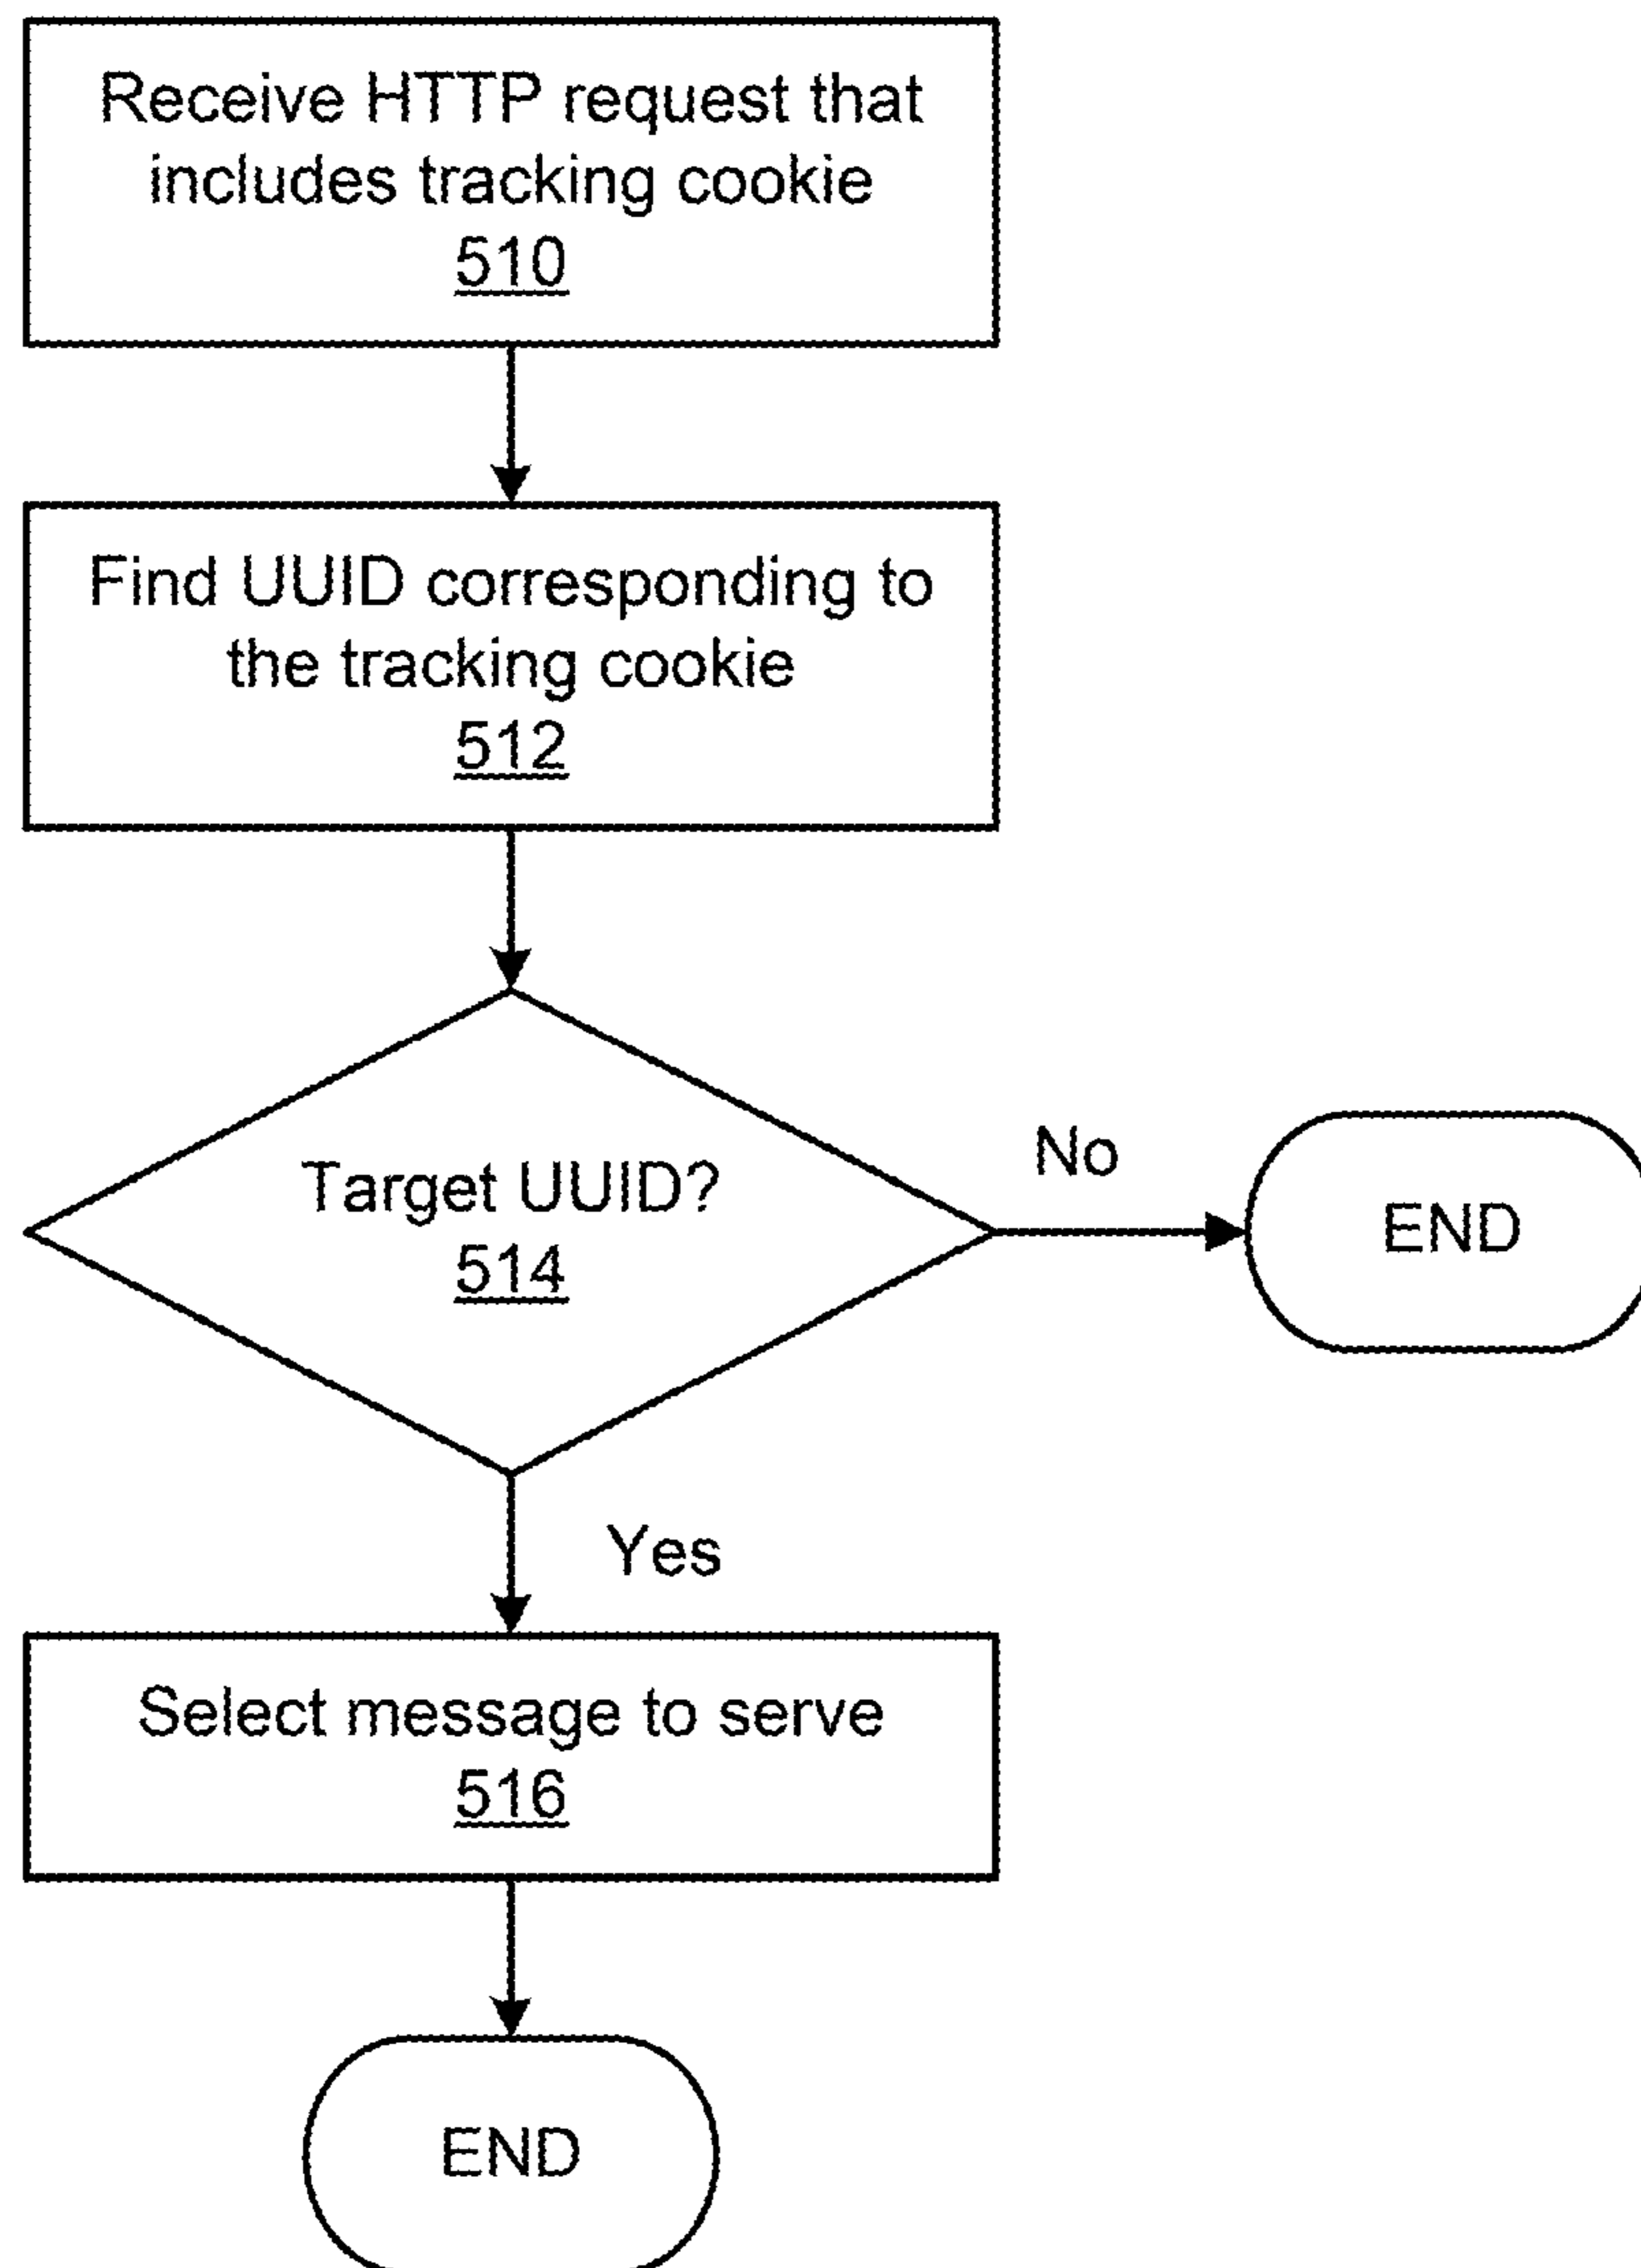 Receive HTTP request that
includes tracking cookie
510
Find UUID corresponding to
the tracking cookie
512
Target UUID?
514
No
END
Yes
Select message to serve
516
END